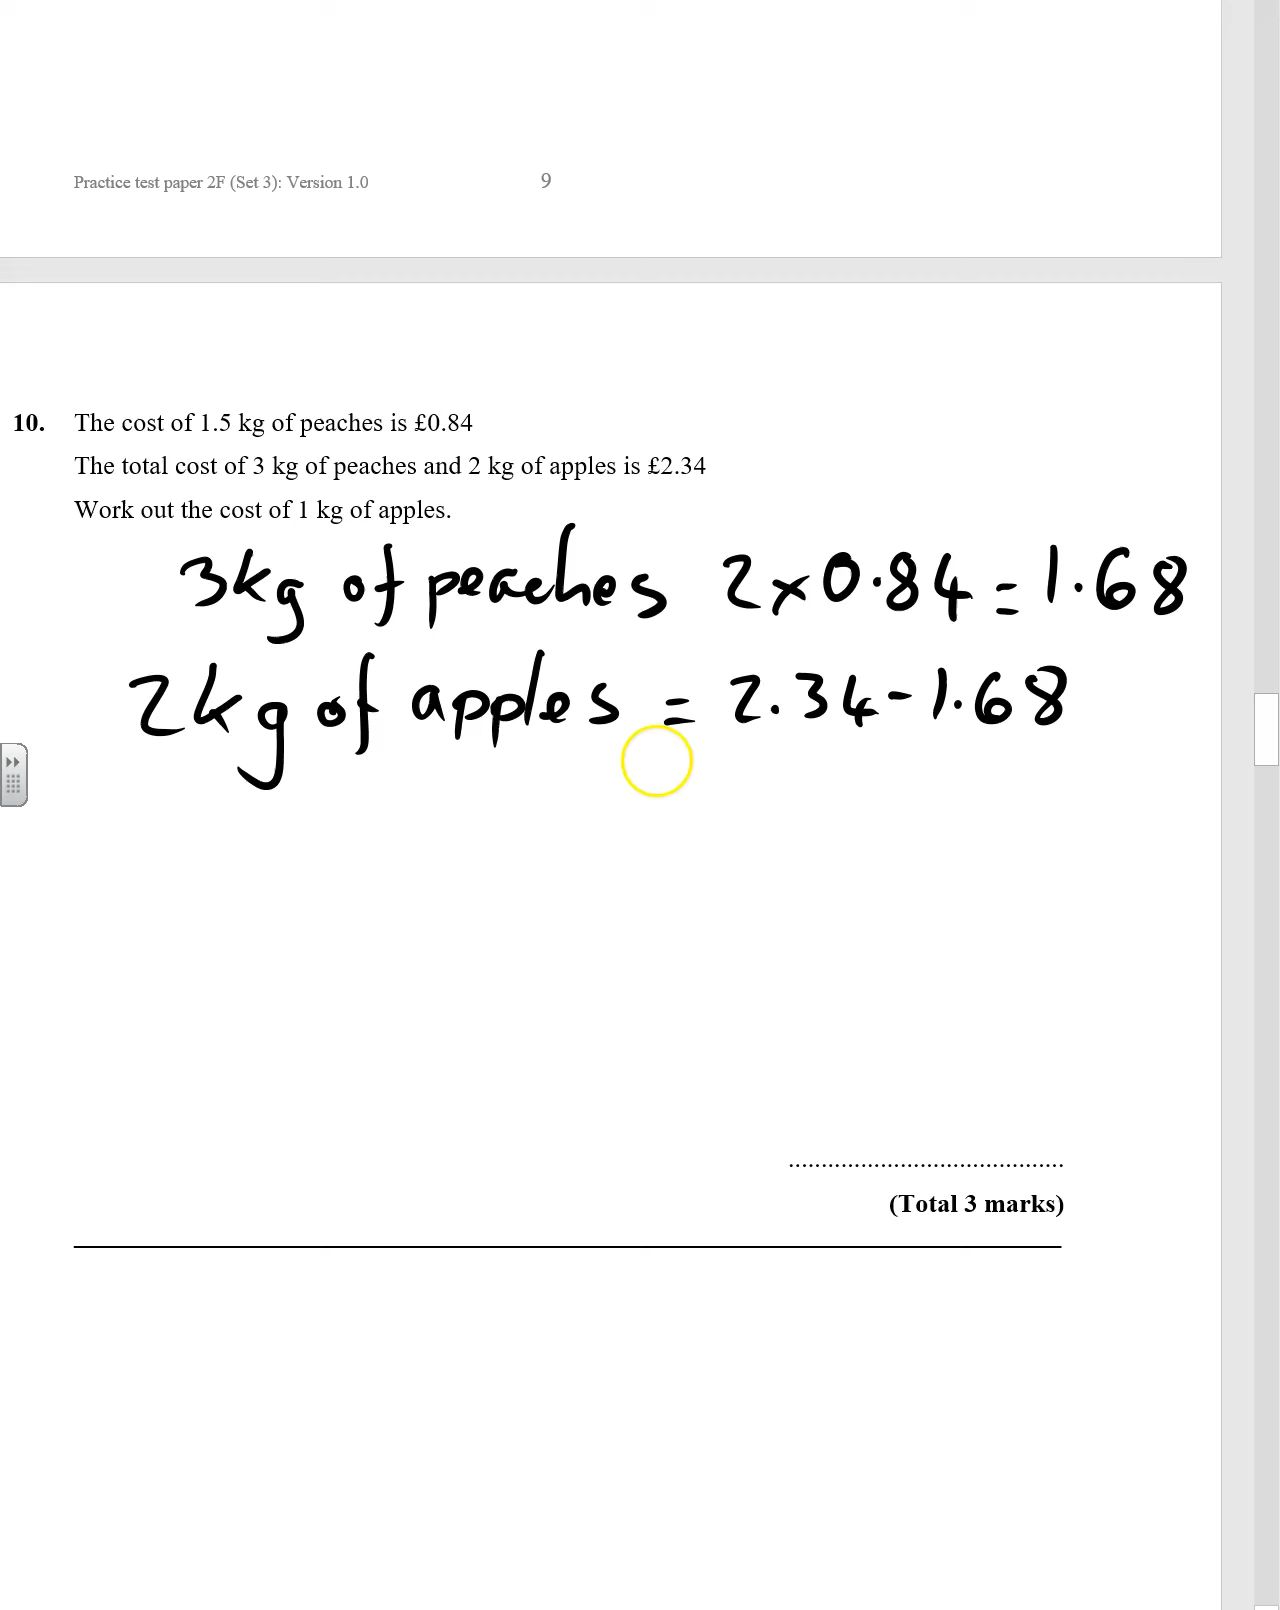 Practice test paper 2F (Set 3): Version 1.0 9
10. The cost of 1.5 kg of peaches is £0.84
The total cost of 3 kg of peaches and 2 kg of apples is £2.34
Work out the cost of 1 kg of apples.
3kg of peaches 2×0.84=1.68
2kg of apples = 2.34-1.68
..........................................
(Total 3 marks)